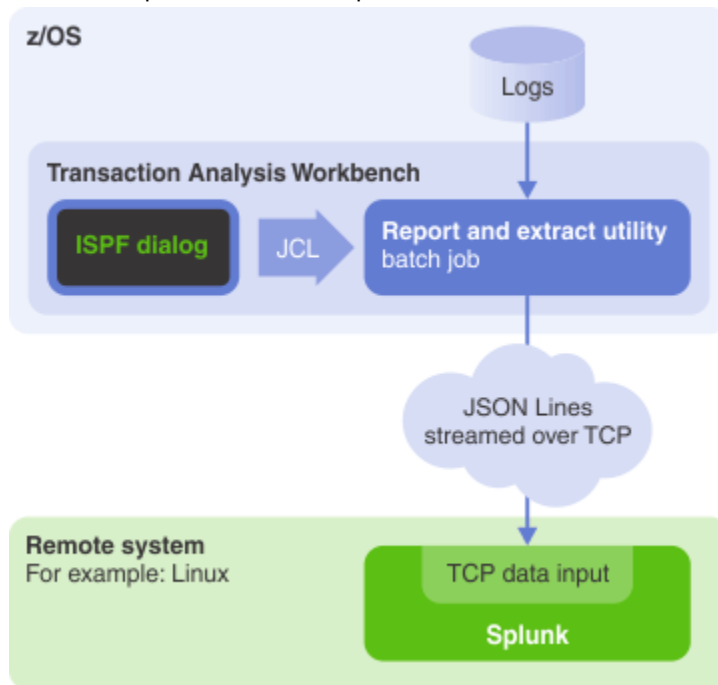 z/OS
Logs
Transaction Analysis Workbench
ISPF dialog
JCL
Report and extract utility
batch job
JSON Lines
streamed over TCP
Remote system
For example: Linux
TCP data input
Splunk